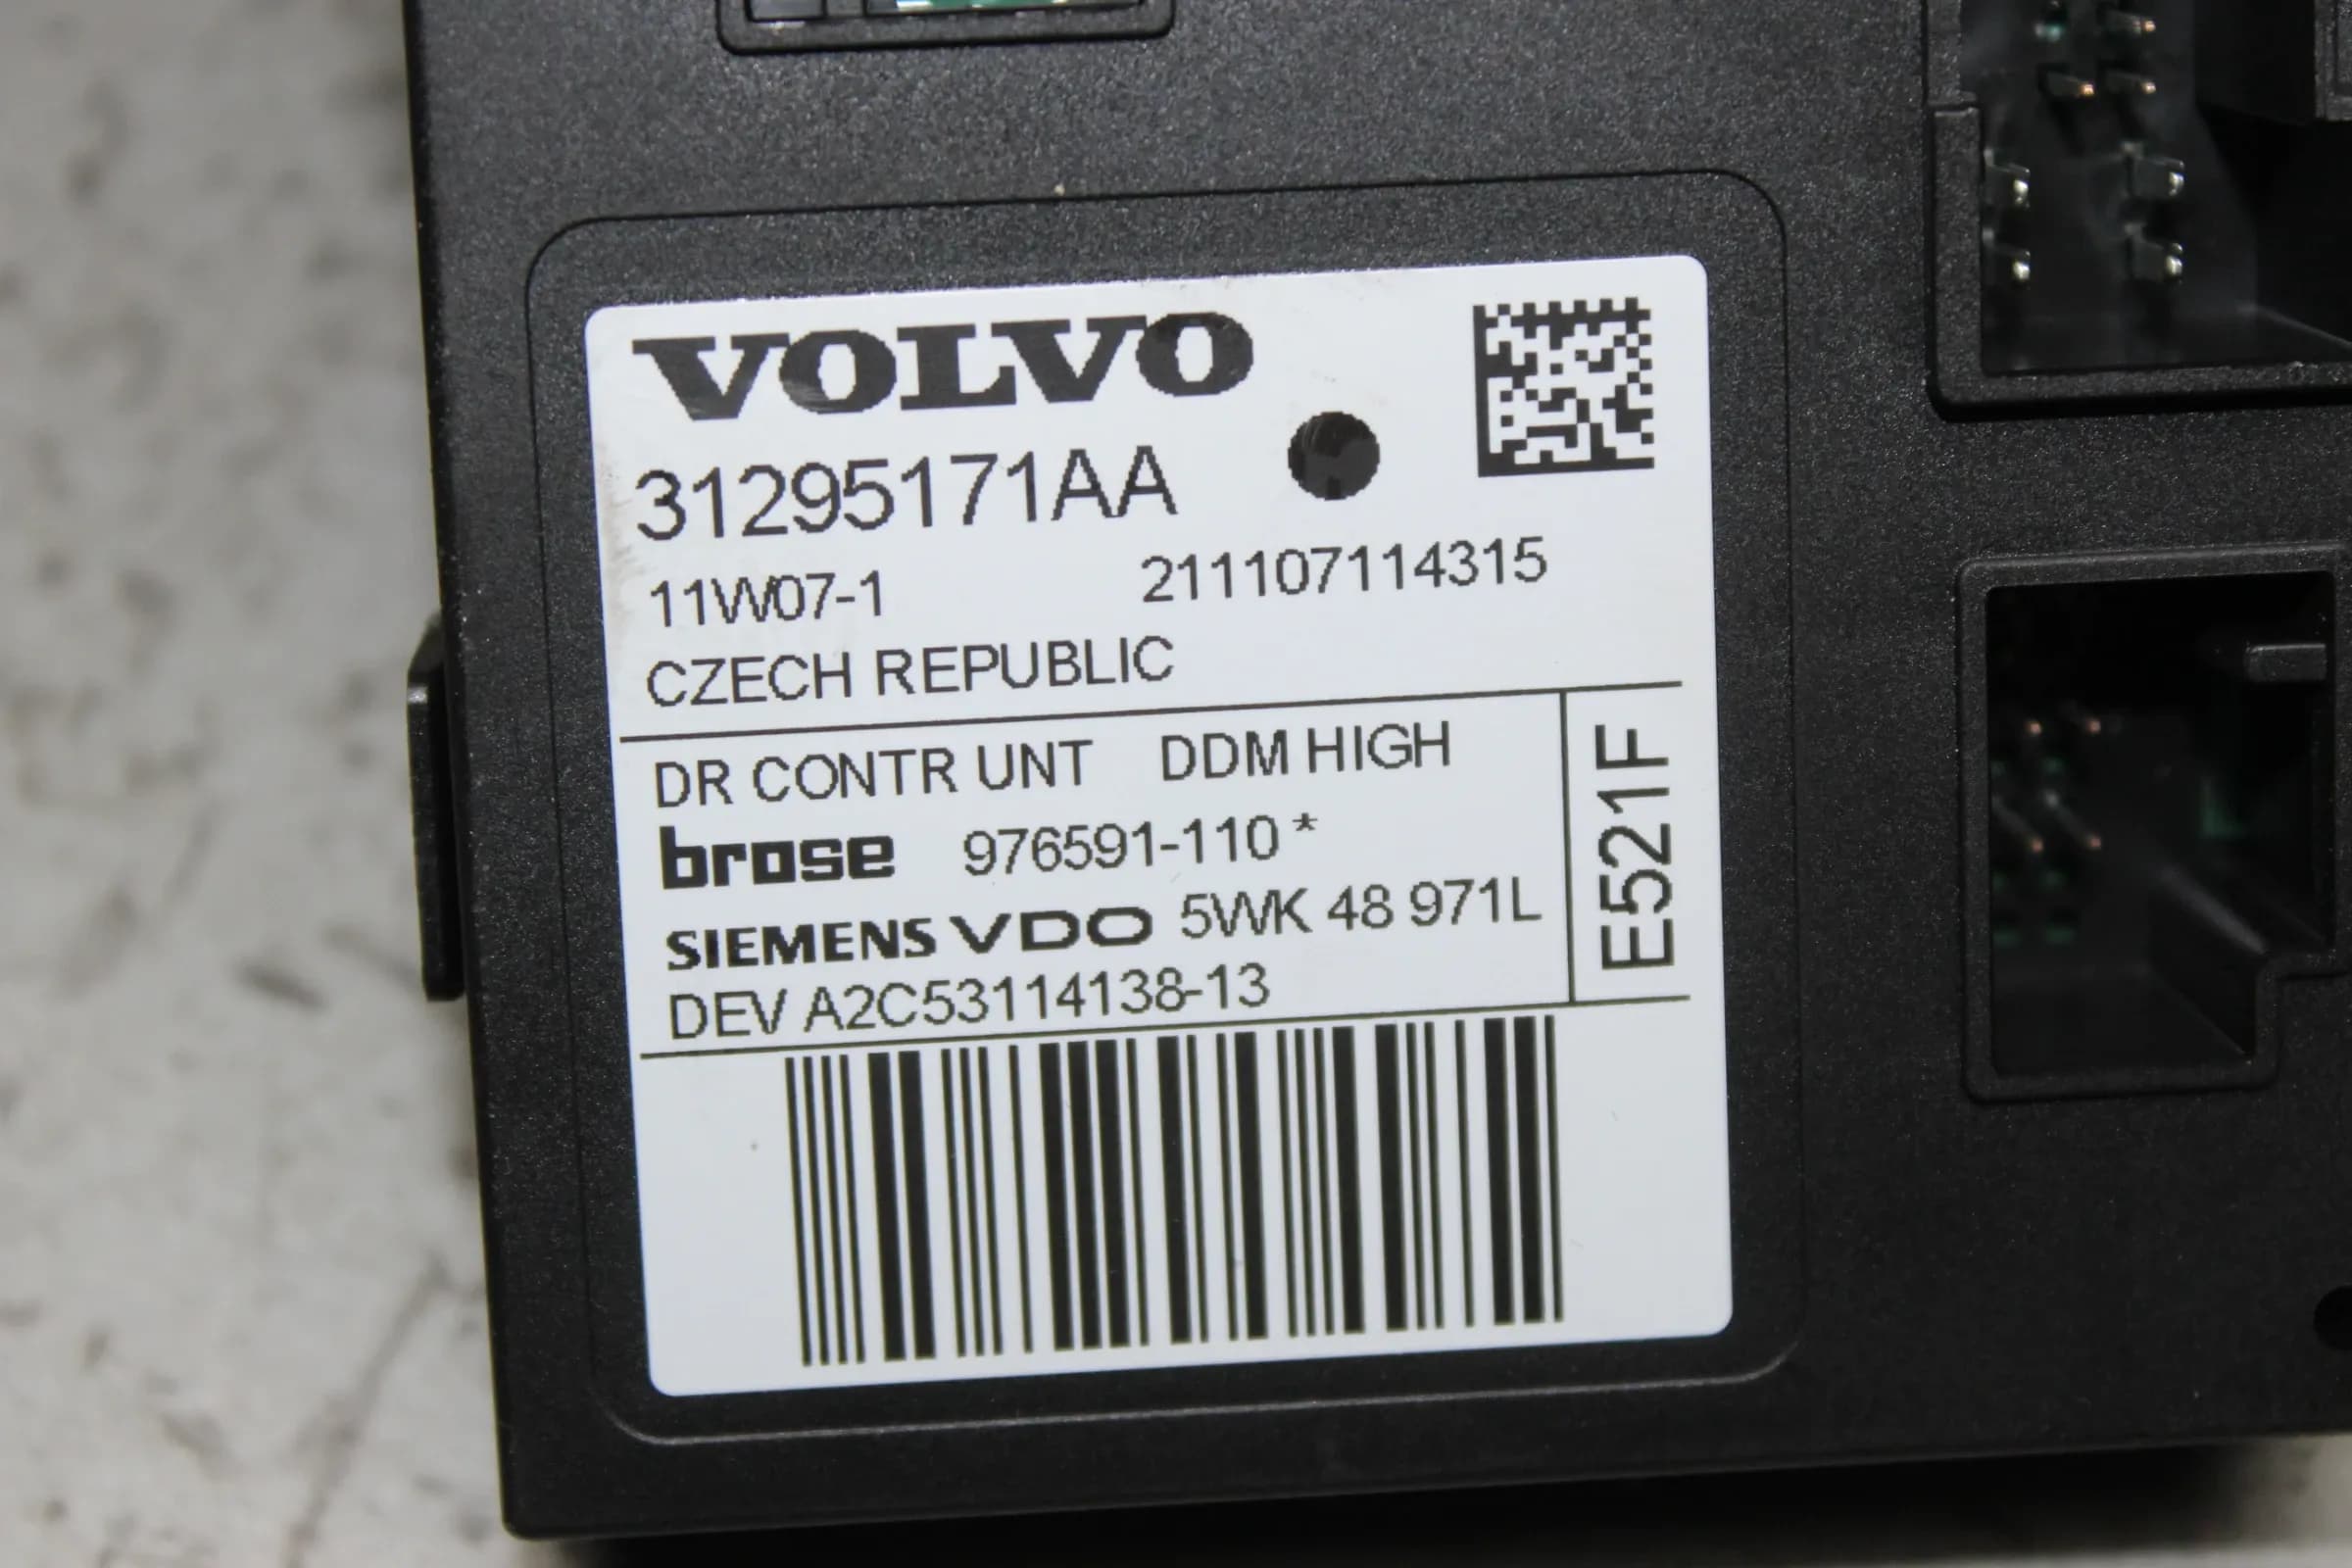 VOLVO
31295171AA
11W07-1 211107114315
CZECH REPUBLIC
DR CONTR UNT DDM HIGH
brose 976591-110*
SIEMENS VDO 5WK 48 971L
DEV A2C53114138-13
E521F